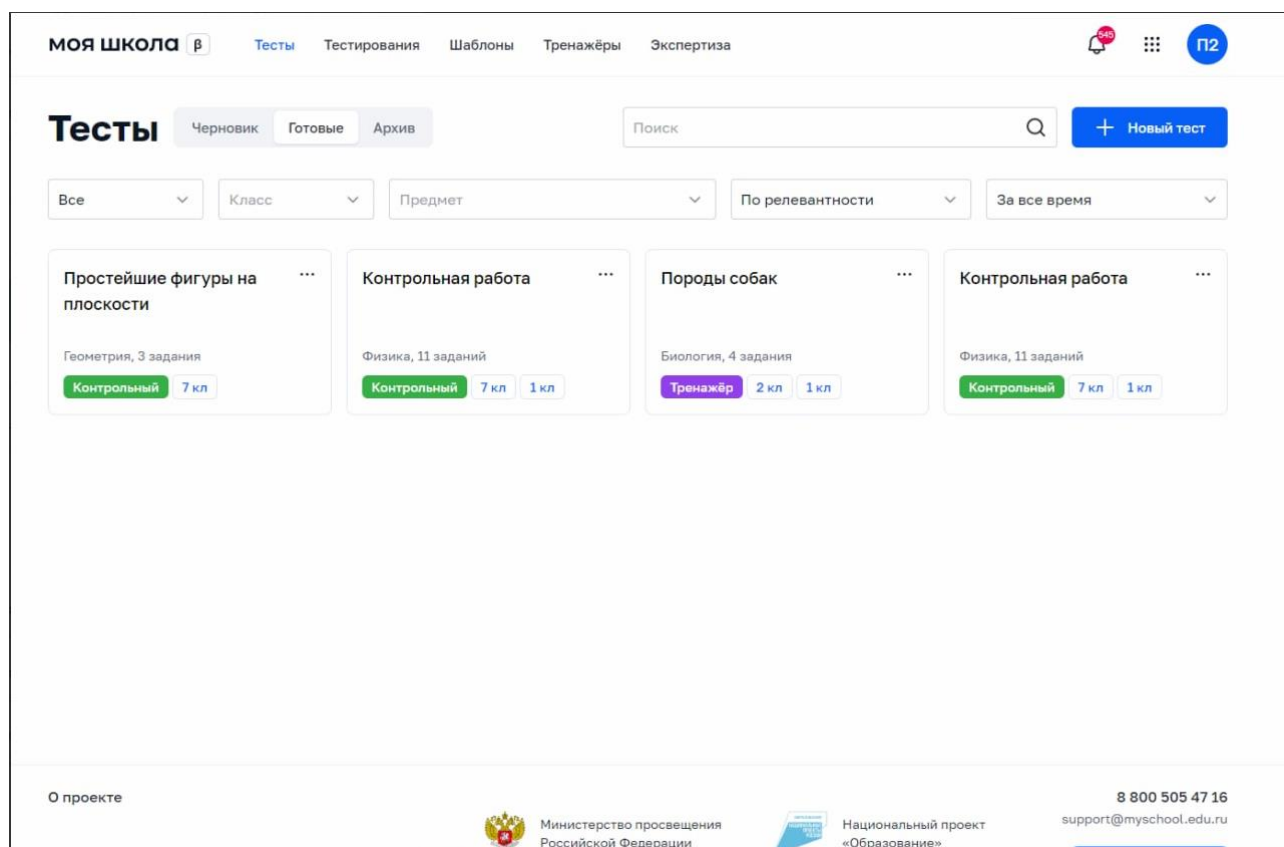 МОЯ ШКОЛА β Тесты Тестирования Шаблоны Тренажёры Экспертиза 545 П2
Тесты Черновик Готовые Архив Поиск Новый тест
Все Класс Предмет По релевантности За все время
Простейшие фигуры на
плоскости
Геометрия, 3 задания
Контрольный 7 кл
Контрольная работа
Физика, 11 заданий
Контрольный 7 кл 1 кл
Породы собак
Биология, 4 задания
Тренажёр 2 кл 1 кл
Контрольная работа
Физика, 11 заданий
Контрольный 7 кл 1 кл
О проекте
Министерство просвещения
Российской Федерации
Национальный проект
«Образование»
8 800 505 47 16
support@myschool.edu.ru